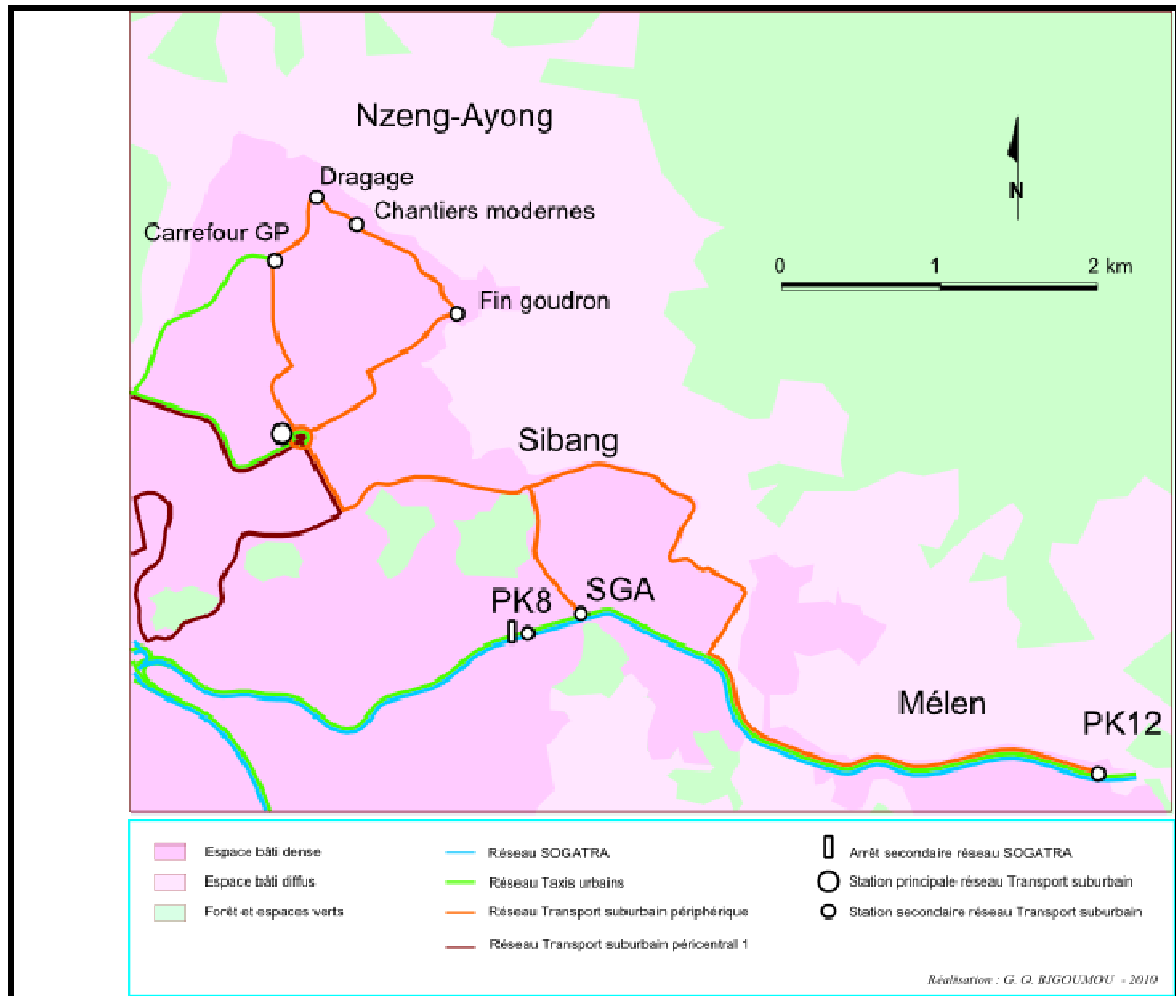 Nzeng-Ayong
Dragage
Chantiers modernes
Carrefour GP
N
0 1 2 km
Fin goudron
Sibang
PK8
SGA
Mélen
PK12
Espace bâti dense
Espace bâti diffus
Forêt et espaces verts
Réseau SOGATRA
Réseau Taxis urbains
Réseau Transport suburbain périphérique
Réseau Transport suburbain péricentral 1
Arrêt secondaire réseau SOGATRA
Station principale réseau Transport suburbain
Station secondaire réseau Transport suburbain
Réalisation : G. O. BIGOUMOU - 2010